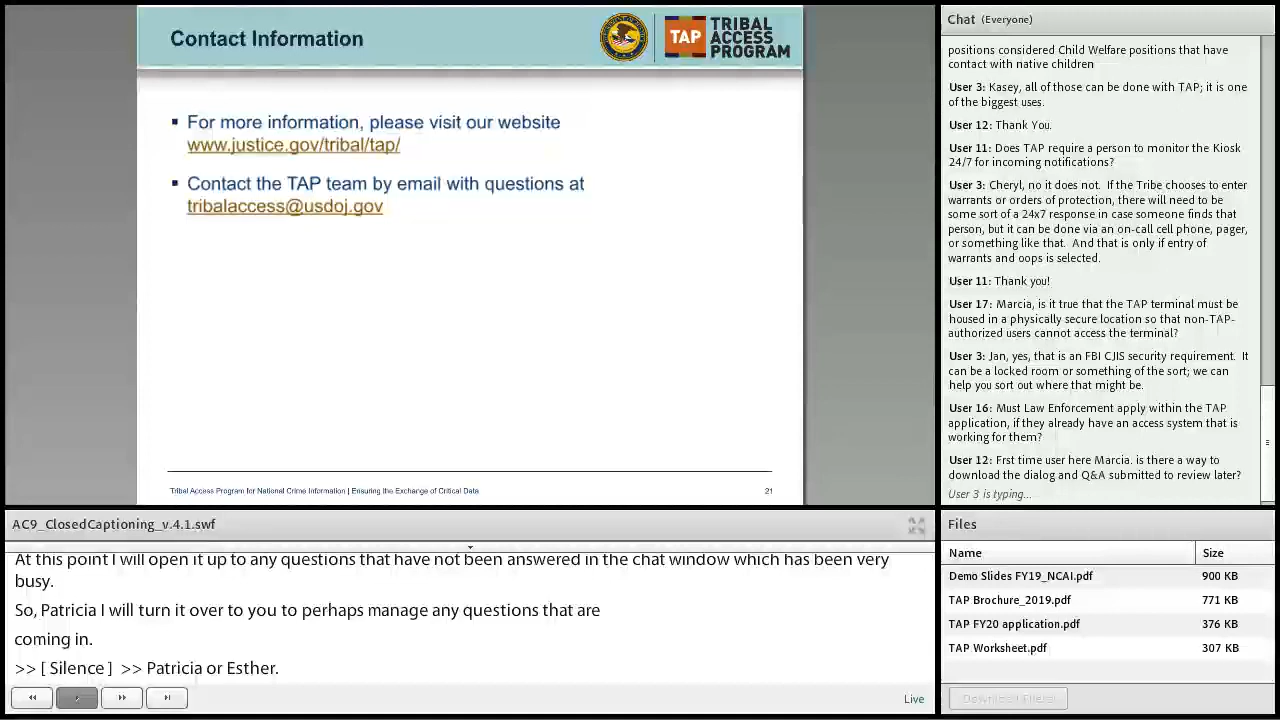 Contact Information
TAP
TRIBAL
ACCESS
PROGRAM
▪ For more information, please visit our website
www.justice.gov/tribal/tap/
▪ Contact the TAP team by email with questions at
tribalaccess@usdoj.gov
Tribal Access Program for National Crime Information | Ensuring the Exchange of Critical Data
21
AC9_ClosedCaptioning_v.4.1.swf
At this point I will open it up to any questions that have not been answered in the chat window which has been very
busy.
So, Patricia I will turn it over to you to perhaps manage any questions that are
coming in.
>> [ Silence ]  >> Patricia or Esther.
Live
Chat (Everyone)
positions considered Child Welfare positions that have
contact with native children
User 3: Kasey, all of those can be done with TAP; it is one
of the biggest uses.
User 12: Thank You.
User 11: Does TAP require a person to monitor the Kiosk
24/7 for incoming notifications?
User 3: Cheryl, no it does not.  If the Tribe chooses to enter
warrants or orders of protection, there will need to be
some sort of a 24x7 response in case someone finds that
person, but it can be done via an on-call cell phone, pager,
or something like that.  And that is only if entry of
warrants and oops is selected.
User 11: Thank you!
User 17: Marcia, is it true that the TAP terminal must be
housed in a physically secure location so that non-TAP-
authorized users cannot access the terminal?
User 3: Jan, yes, that is an FBI CJIS security requirement.  It
can be a locked room or something of the sort; we can
help you sort out where that might be.
User 16: Must Law Enforcement apply within the TAP
application, if they already have an access system that is
working for them?
User 12: Frst time user here Marcia. is there a way to
download the dialog and Q&A submitted to review later?
User 3 is typing...
Files
Name Size
Demo Slides FY19_NCAI.pdf 900 KB
TAP Brochure_2019.pdf 771 KB
TAP FY20 application.pdf 376 KB
TAP Worksheet.pdf 307 KB
Download File(s)